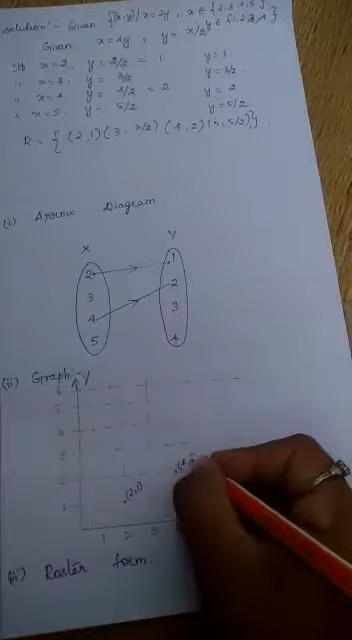 Solution:- Given {(x,y)/x=2y, x∈{2,3,4,5}
y∈{1,2,3,4}}.
Given x=2y ⇒ y = x/2
If x=2, y = 2/2 = 1. y=1.
" x=3, y= 3/2 y=3/2.
" x=4, y= 4/2 = 2 y=2
" x=5. y= 5/2 y=5/2.
R = {(2,1)(3, 3/2)(4,2)(5,5/2)}.
(i) Arrow Diagram.
X Y
2 1
3 2
4 3
5 4
(ii) Graph:- Y
6
5
4
3
2 (4,2)
1 (2,1)
1 2 3
(iii) Raster form.